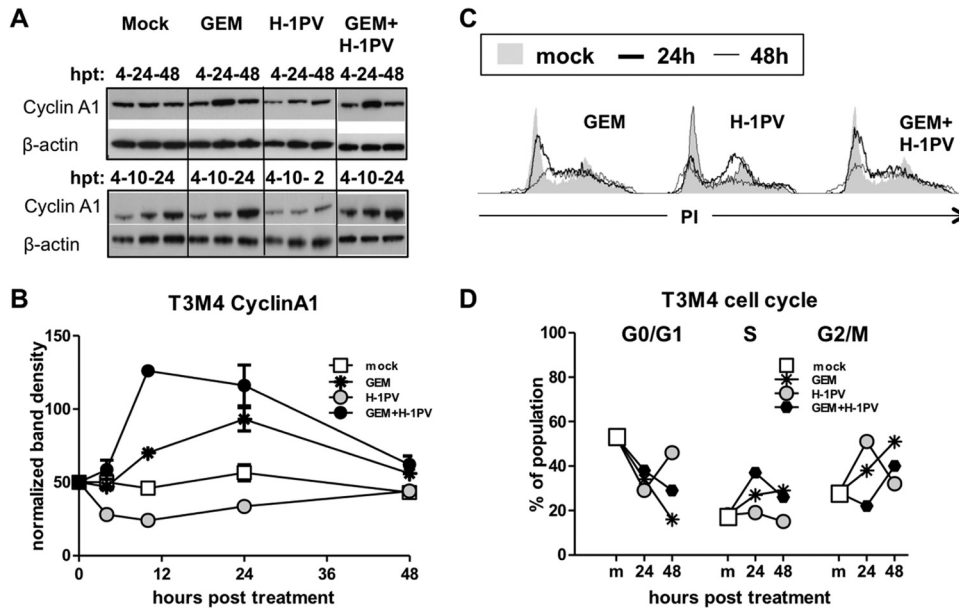 A
Mock
GEM
H-1PV
GEM+
H-1PV
hpt: 4-24-48 4-24-48 4-24-48 4-24-48
Cyclin A1
β-actin
hpt: 4-10-24 4-10-24 4-10- 2 4-10-24
Cyclin A1
β-actin
B
T3M4 CyclinA1
normalized band density
150
100
50
0
mock
GEM
H-1PV
GEM+H-1PV
0 12 24 36 48
hours post treatment
C
mock 24h 48h
GEM
H-1PV
GEM+
H-1PV
PI
D
T3M4 cell cycle
G0/G1 S G2/M
% of population
100
80
60
40
20
0
mock
GEM
H-1PV
GEM+H-1PV
m 24 48 m 24 48 m 24 48
hours post treatment